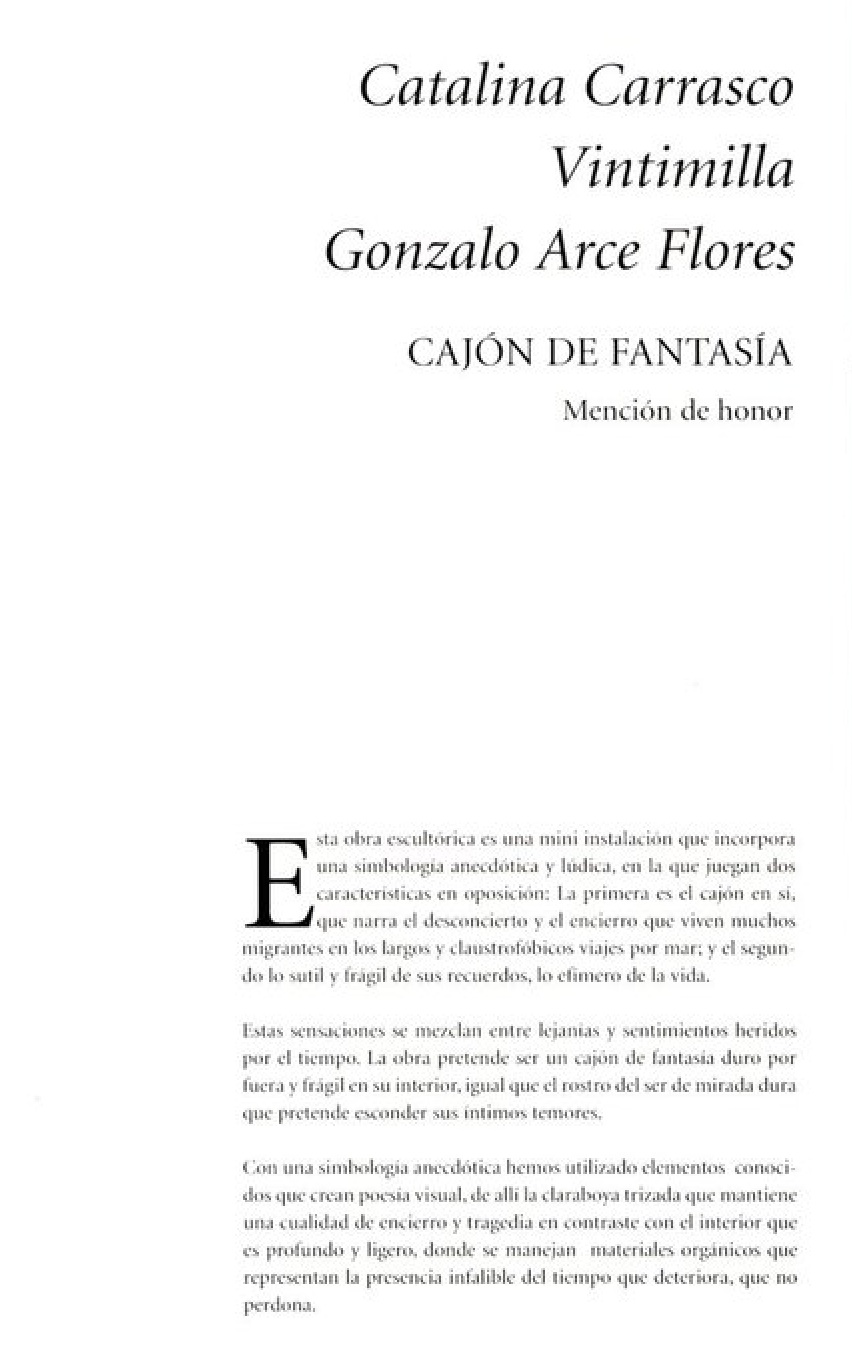 Catalina Carrasco
Vintimilla
Gonzalo Arce Flores
CAJÓN DE FANTASÍA
Mención de honor
Esta obra escultórica es una mini instalación que incorpora
una simbología anecdótica y lúdica, en la que juegan dos
características en oposición: La primera es el cajón en sí,
que narra el desconcierto y el encierro que viven muchos
migrantes en los largos y claustrofóbicos viajes por mar; y el segun-
do lo sutil y frágil de sus recuerdos, lo efímero de la vida.
Estas sensaciones se mezclan entre lejanías y sentimientos heridos
por el tiempo. La obra pretende ser un cajón de fantasía duro por
fuera y frágil en su interior, igual que el rostro del ser de mirada dura
que pretende esconder sus íntimos temores.
Con una simbología anecdótica hemos utilizado elementos conoci-
dos que crean poesía visual, de allí la claraboya trizada que mantiene
una cualidad de encierro y tragedia en contraste con el interior que
es profundo y ligero, donde se manejan materiales orgánicos que
representan la presencia infalible del tiempo que deteriora, que no
perdona.